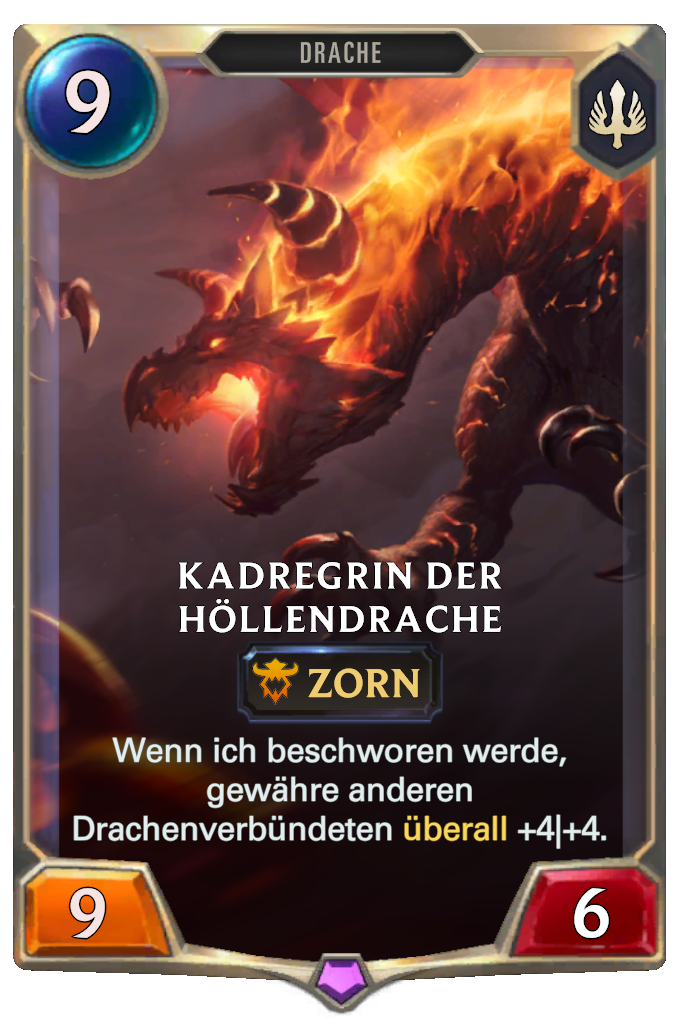 9
DRACHE
KADREGRIN DER
HÖLLENDRACHE
ZORN
Wenn ich beschworen werde,
gewähre anderen
Drachenverbündeten überall +4|+4.
9
6